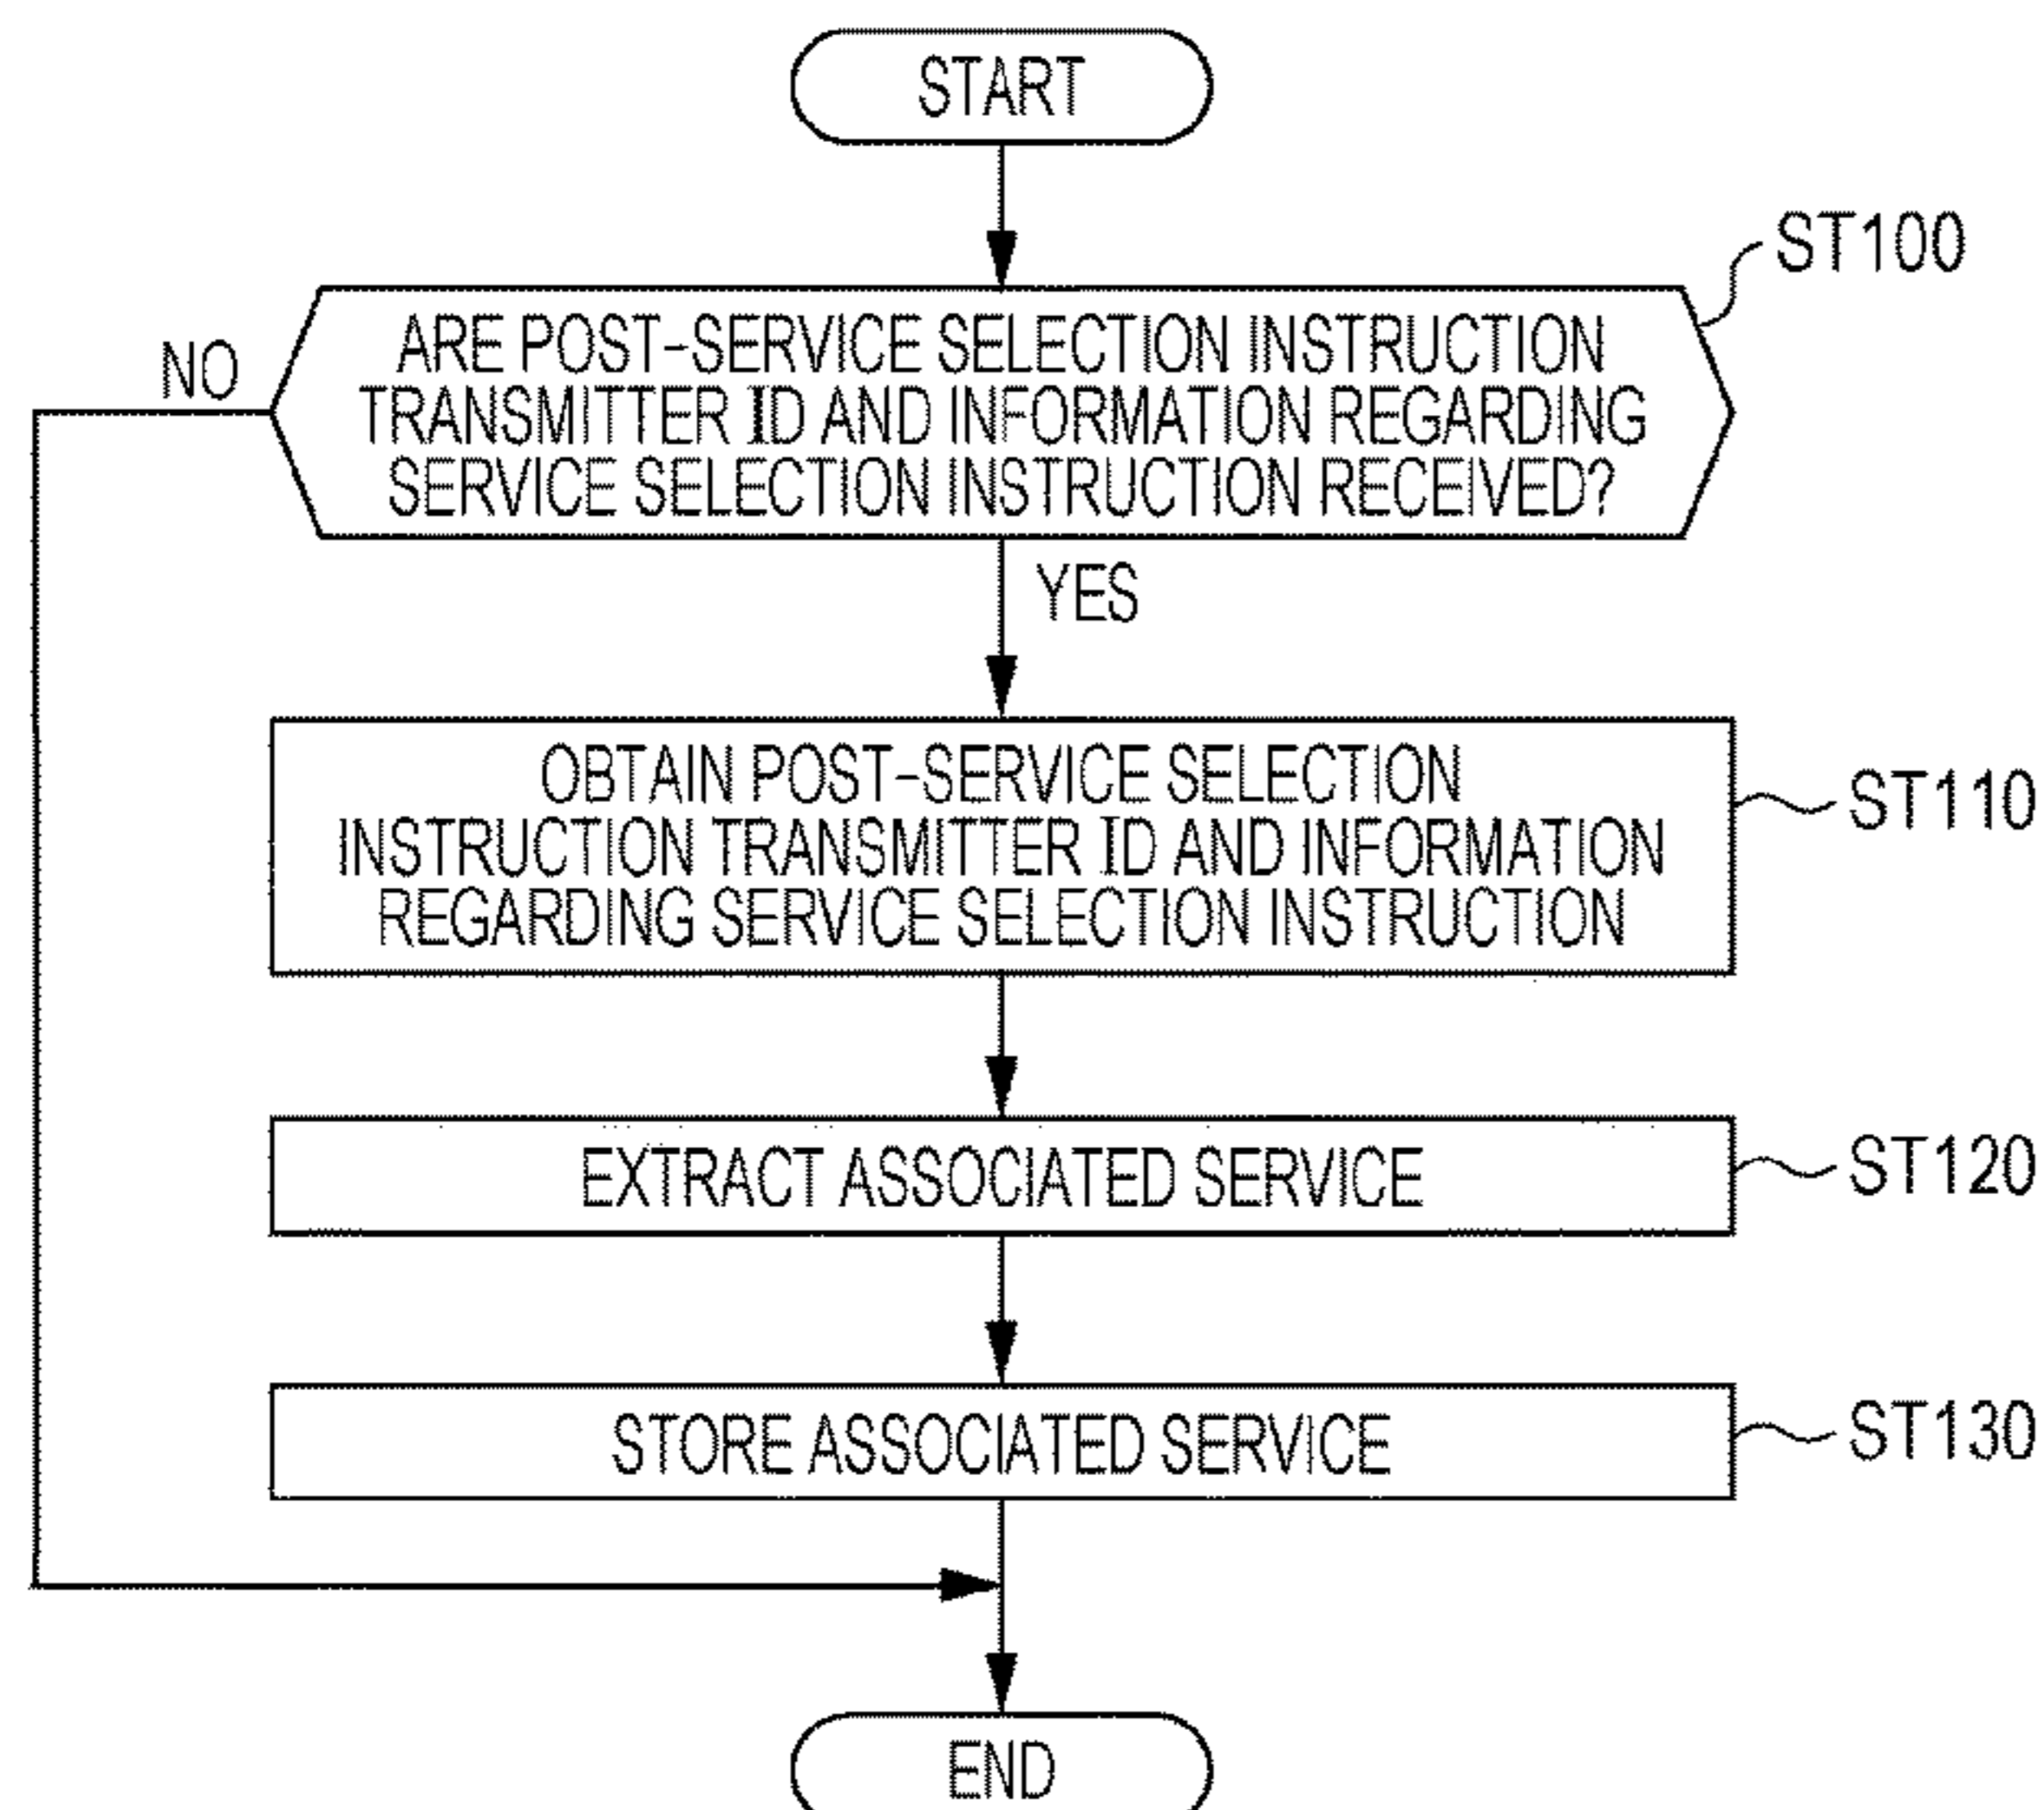 START
ST100
ARE POST-SERVICE SELECTION INSTRUCTION
TRANSMITTER ID AND INFORMATION REGARDING
SERVICE SELECTION INSTRUCTION RECEIVED?
NO
YES
OBTAIN POST-SERVICE SELECTION
INSTRUCTION TRANSMITTER ID AND INFORMATION
REGARDING SERVICE SELECTION INSTRUCTION
ST110
EXTRACT ASSOCIATED SERVICE
ST120
STORE ASSOCIATED SERVICE
ST130
END